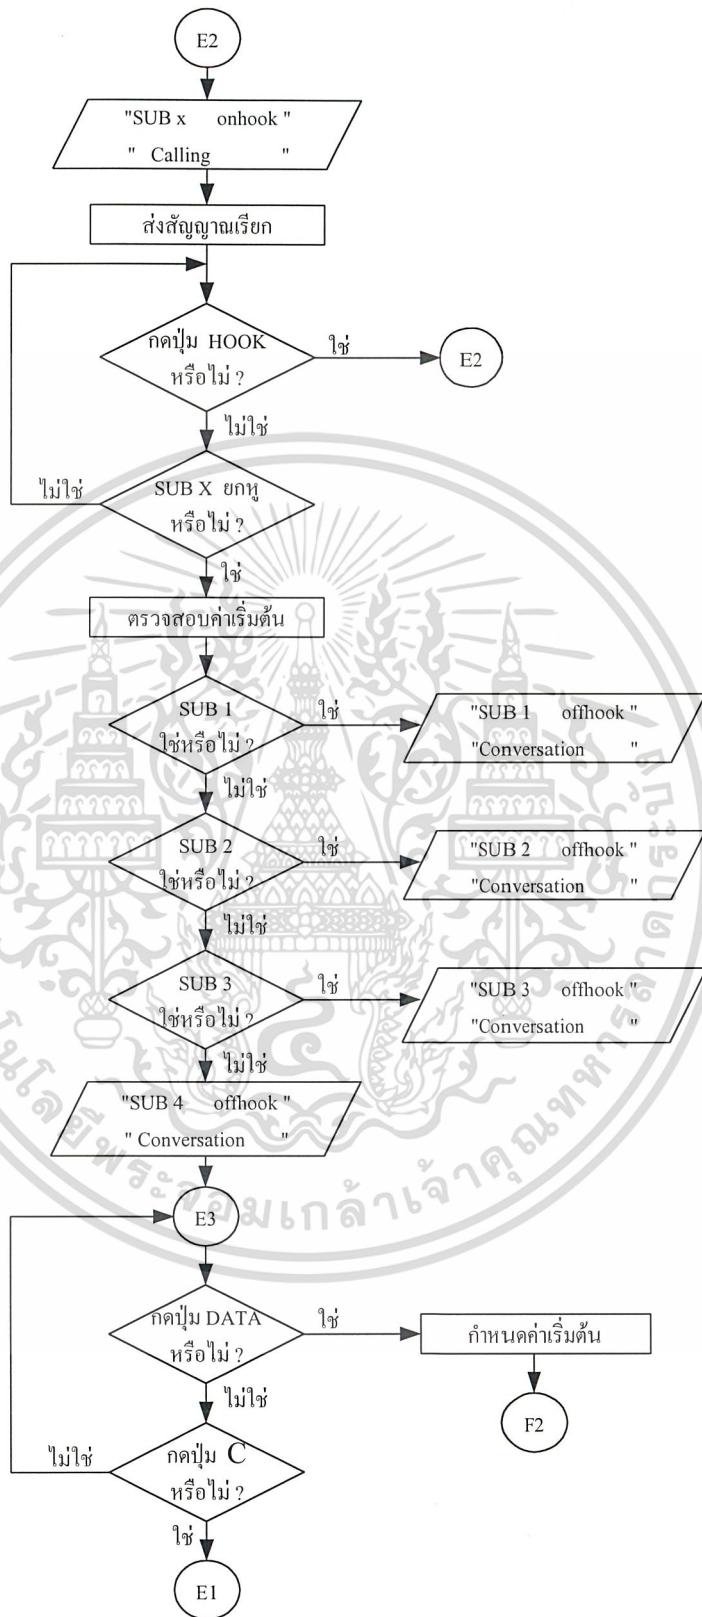 E2
"SUB x onhook "
" Calling "
ส่งสัญญาณเรียก
กดปุ่ม HOOK
หรือไม่ ?
ใช่
E2
ไม่ใช่
SUB X ยกหู
หรือไม่ ?
ไม่ใช่
ใช่
ตรวจสอบค่าเริ่มต้น
SUB 1
ใช่หรือไม่ ?
ใช่
"SUB 1 offhook "
"Conversation "
ไม่ใช่
SUB 2
ใช่หรือไม่ ?
ใช่
"SUB 2 offhook "
"Conversation "
ไม่ใช่
SUB 3
ใช่หรือไม่ ?
ใช่
"SUB 3 offhook "
"Conversation "
ไม่ใช่
"SUB 4 offhook "
" Conversation "
E3
กดปุ่ม DATA
หรือไม่ ?
ใช่
กำหนดค่าเริ่มต้น
F2
ไม่ใช่
กดปุ่ม C
หรือไม่ ?
ไม่ใช่
ใช่
E1